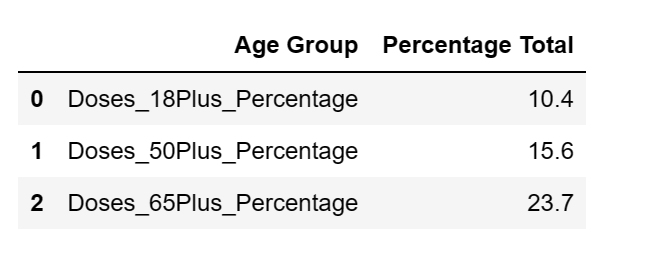 Age Group Percentage Total
0 Doses_18Plus_Percentage 10.4
1 Doses_50Plus_Percentage 15.6
2 Doses_65Plus_Percentage 23.7